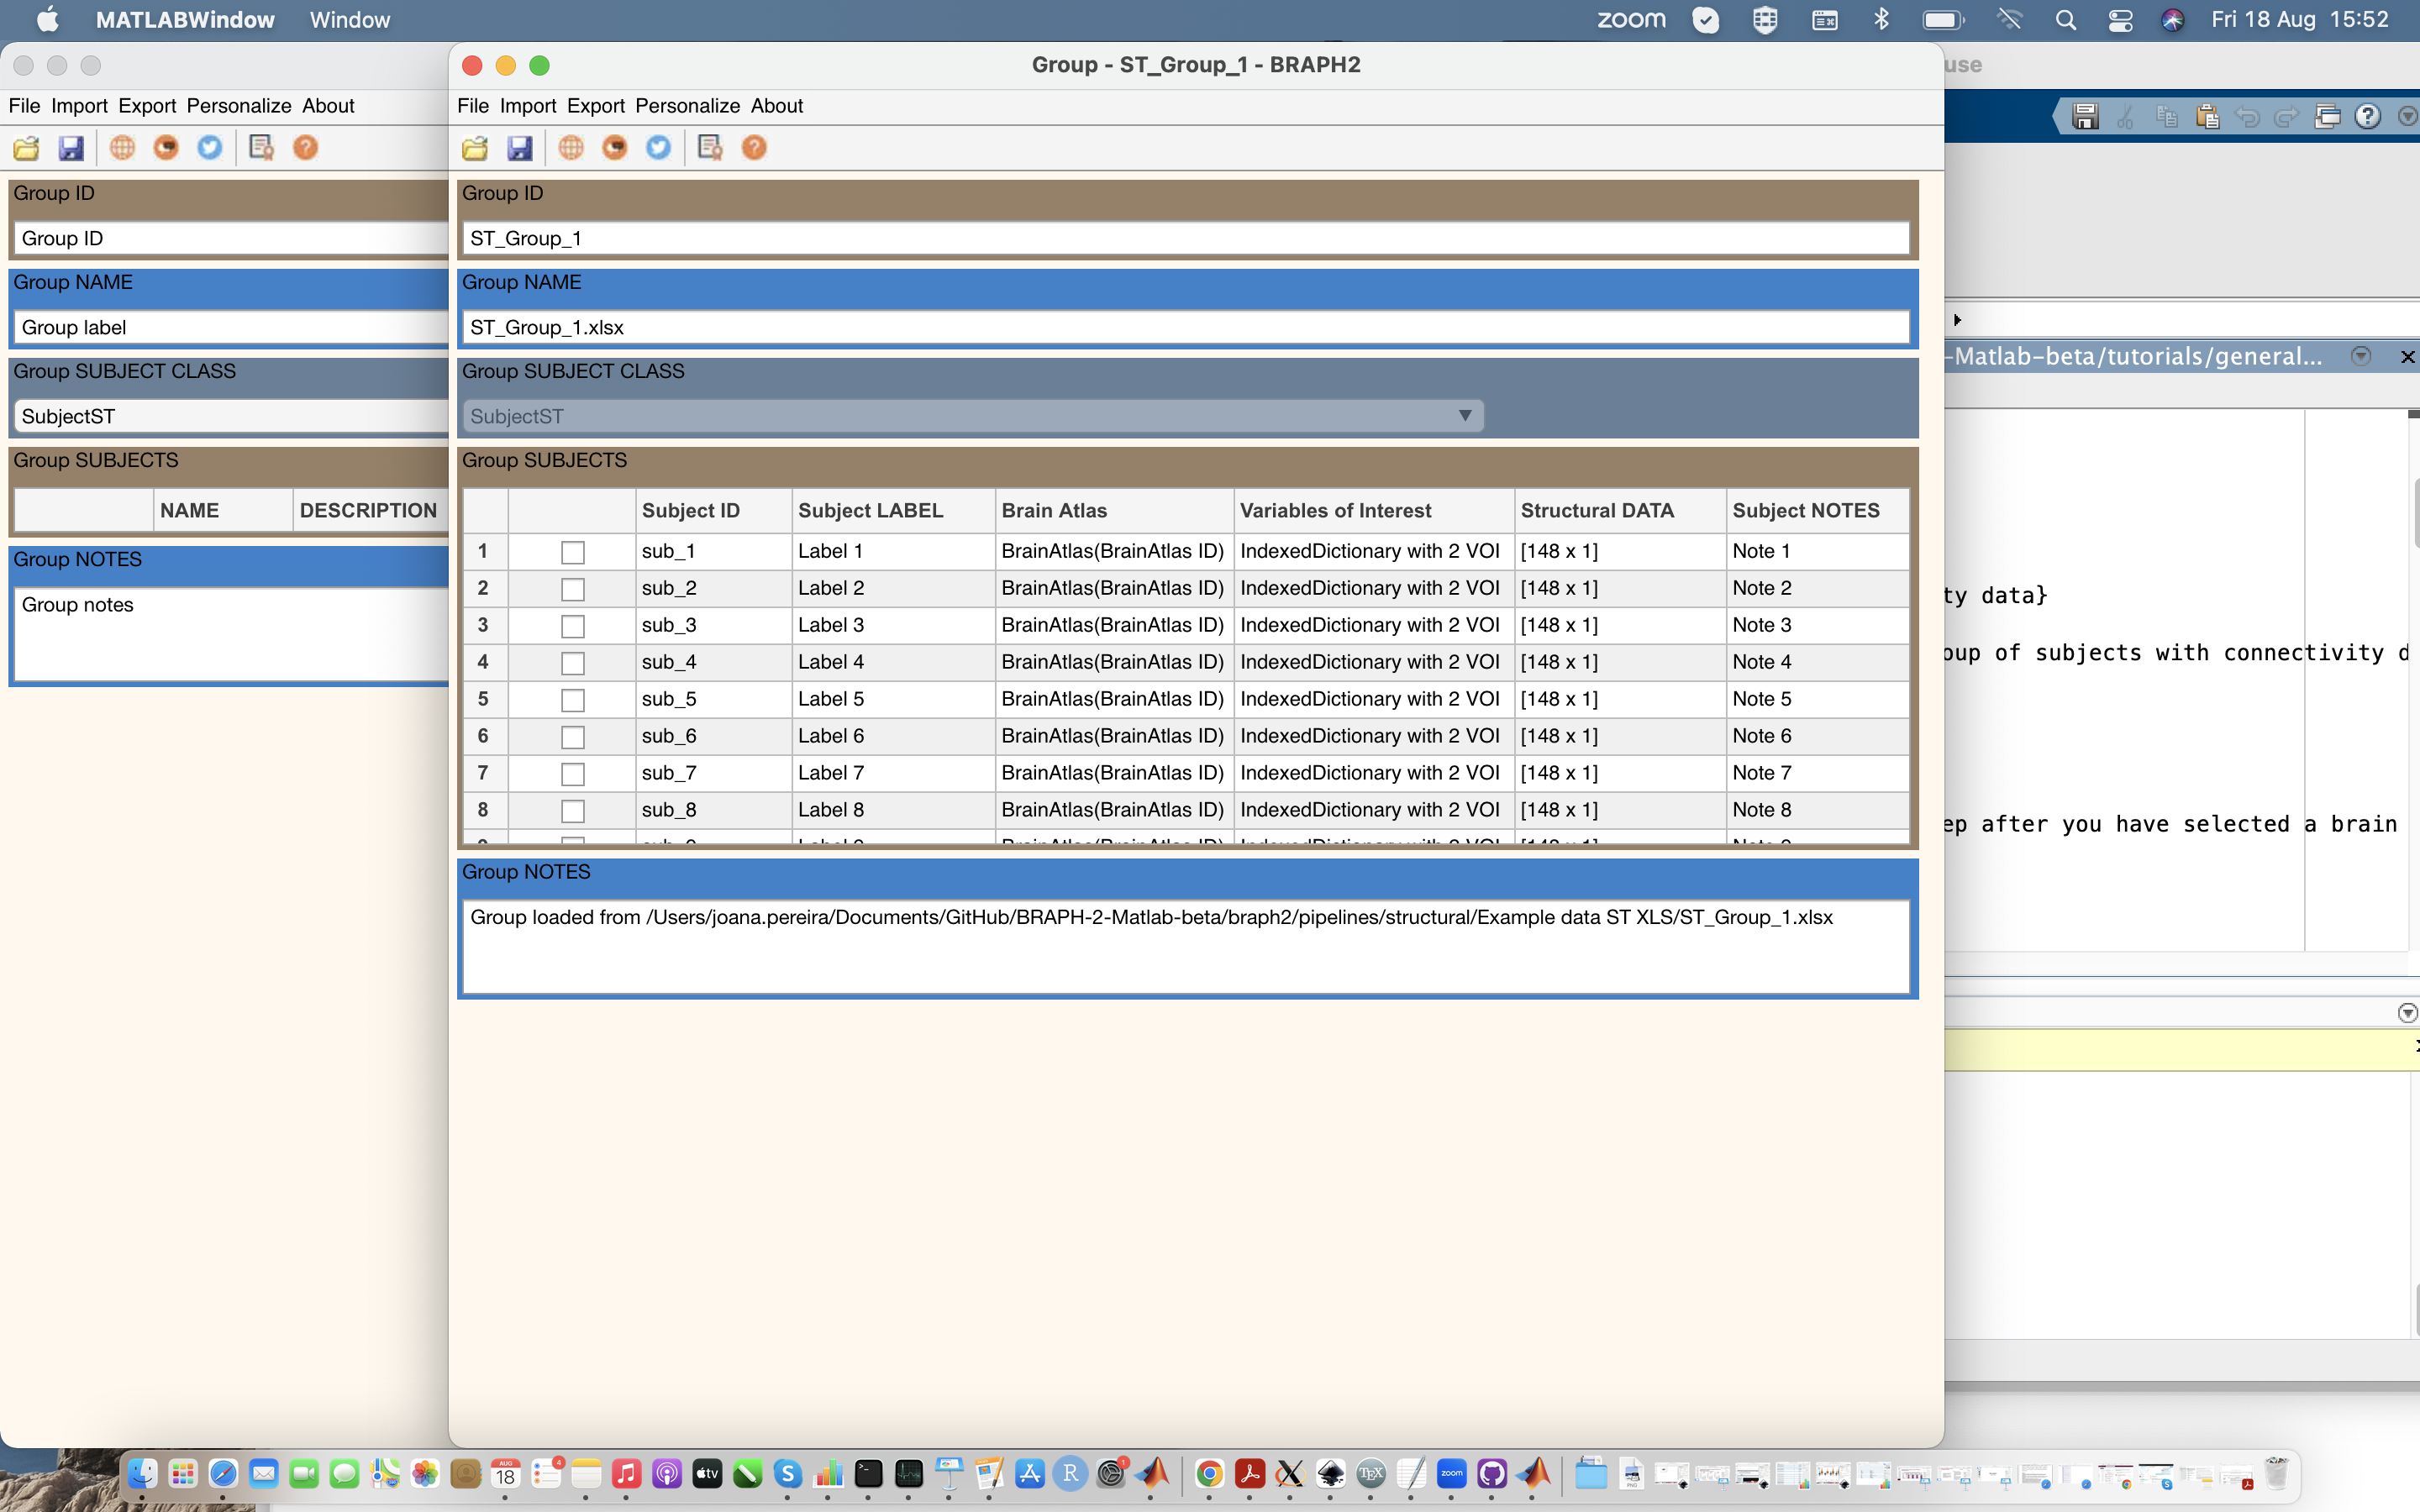 MATLABWindow Window zoom Fri 18 Aug 15:52
Group - ST_Group_1 - BRAPH2
use
File Import Export Personalize About
File Import Export Personalize About
Group ID
Group ID
Group NAME
Group label
Group SUBJECT CLASS
SubjectST
Group SUBJECTS
NAME DESCRIPTION
Group NOTES
Group notes
Group ID
ST_Group_1
Group NAME
ST_Group_1.xlsx
Group SUBJECT CLASS
SubjectST
Group SUBJECTS
Subject ID Subject LABEL Brain Atlas Variables of Interest Structural DATA Subject NOTES
1 sub_1 Label 1 BrainAtlas(BrainAtlas ID) IndexedDictionary with 2 VOI [148 x 1] Note 1
2 sub_2 Label 2 BrainAtlas(BrainAtlas ID) IndexedDictionary with 2 VOI [148 x 1] Note 2
3 sub_3 Label 3 BrainAtlas(BrainAtlas ID) IndexedDictionary with 2 VOI [148 x 1] Note 3
4 sub_4 Label 4 BrainAtlas(BrainAtlas ID) IndexedDictionary with 2 VOI [148 x 1] Note 4
5 sub_5 Label 5 BrainAtlas(BrainAtlas ID) IndexedDictionary with 2 VOI [148 x 1] Note 5
6 sub_6 Label 6 BrainAtlas(BrainAtlas ID) IndexedDictionary with 2 VOI [148 x 1] Note 6
7 sub_7 Label 7 BrainAtlas(BrainAtlas ID) IndexedDictionary with 2 VOI [148 x 1] Note 7
8 sub_8 Label 8 BrainAtlas(BrainAtlas ID) IndexedDictionary with 2 VOI [148 x 1] Note 8
Group NOTES
Group loaded from /Users/joana.pereira/Documents/GitHub/BRAPH-2-Matlab-beta/braph2/pipelines/structural/Example data ST XLS/ST_Group_1.xlsx
-Matlab-beta/tutorials/general...
ty data}
oup of subjects with connectivity d
ep after you have selected a brain
AUG
18
4
tv
S
R
1
TEX
zoom
PNG